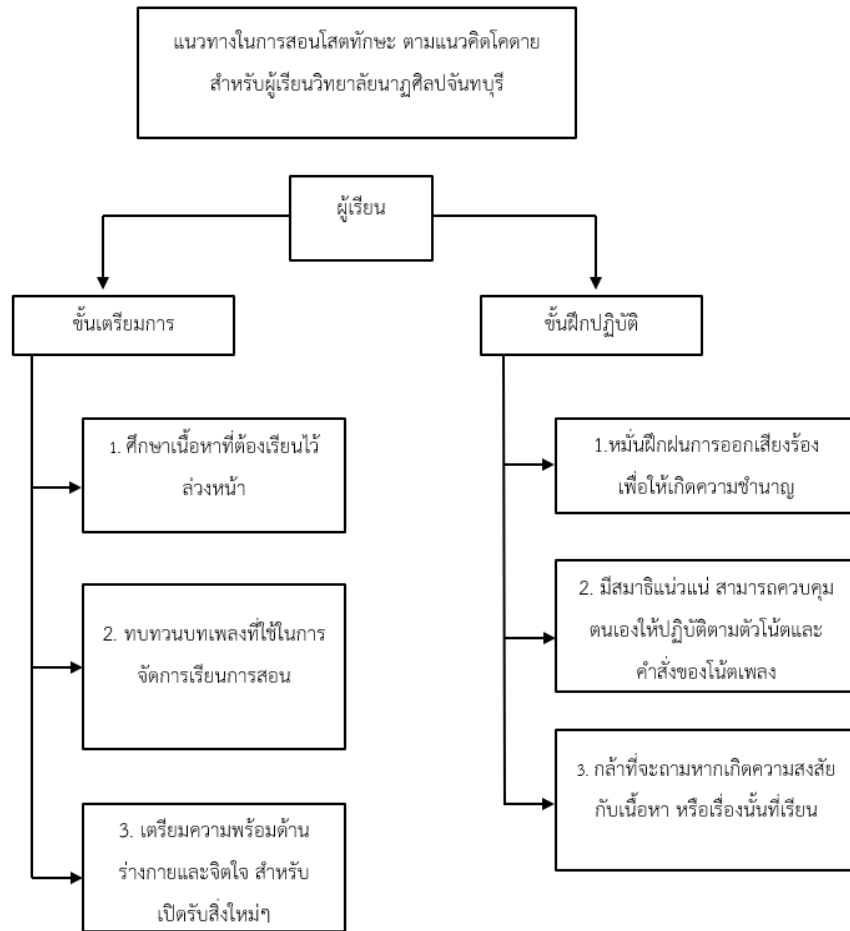 แนวทางในการสอนโสตทักษะ ตามแนวคิดโคดาย
สำหรับผู้เรียนวิทยาลัยนาฏศิลปจันทบุรี
ผู้เรียน
ขั้นเตรียมการ
1. ศึกษาเนื้อหาที่ต้องเรียนไว้
ล่วงหน้า
2. ทบทวนบทเพลงที่ใช้ในการ
จัดการเรียนการสอน
3. เตรียมความพร้อมด้าน
ร่างกายและจิตใจ สำหรับ
เปิดรับสิ่งใหม่ๆ
ขั้นฝึกปฏิบัติ
1.หมั่นฝึกฝนการออกเสียงร้อง
เพื่อให้เกิดความชำนาญ
2. มีสมาธิแน่วแน่ สามารถควบคุม
ตนเองให้ปฏิบัติตามตัวโน้ตและ
คำสั่งของโน้ตเพลง
3. กล้าที่จะถามหากเกิดความสงสัย
กับเนื้อหา หรือเรื่องนั้นที่เรียน